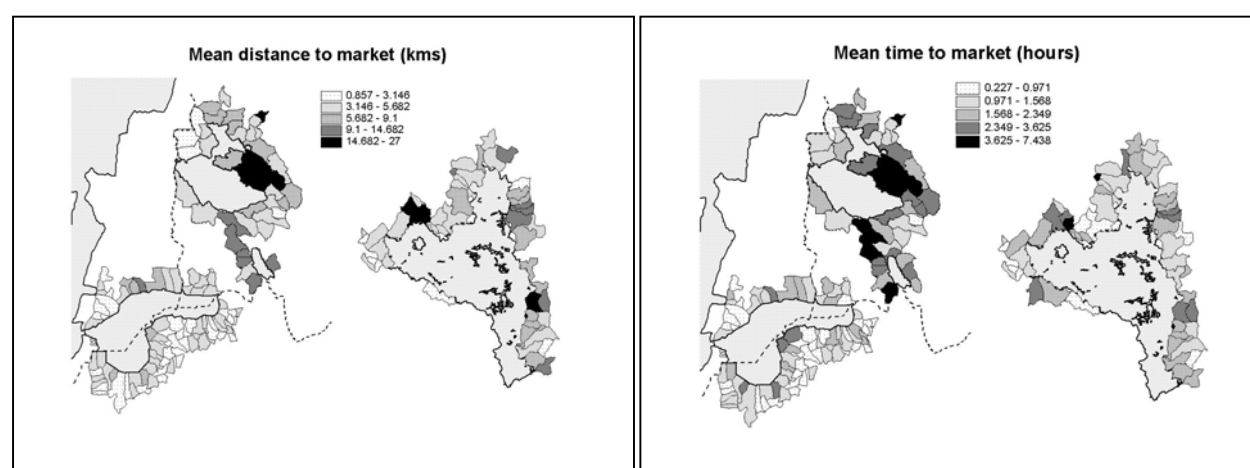 Mean distance to market (kms)
0.857 - 3.146
3.146 - 5.682
5.682 - 9.1
9.1 - 14.682
14.682 - 27
Mean time to market (hours)
0.227 - 0.971
0.971 - 1.568
1.568 - 2.349
2.349 - 3.625
3.625 - 7.438